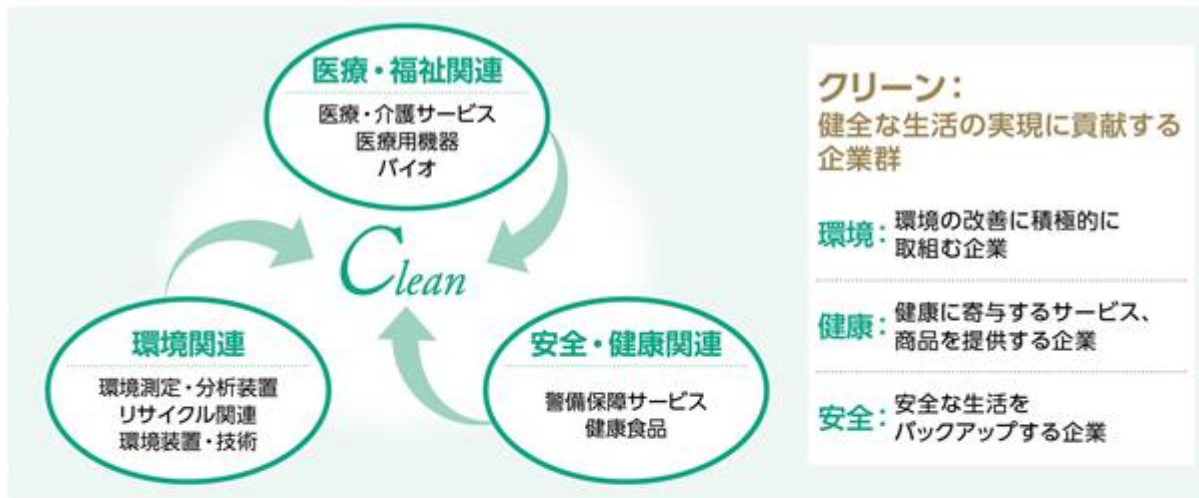 医療・福祉関連
医療・介護サービス
医療用機器
バイオ
Clean
環境関連
環境測定・分析装置
リサイクル関連
環境装置・技術
安全・健康関連
警備保障サービス
健康食品
クリーン：
健全な生活の実現に貢献する
企業群
環境：環境の改善に積極的に
取組む企業
健康：健康に寄与するサービス、
商品を提供する企業
安全：安全な生活を
バックアップする企業